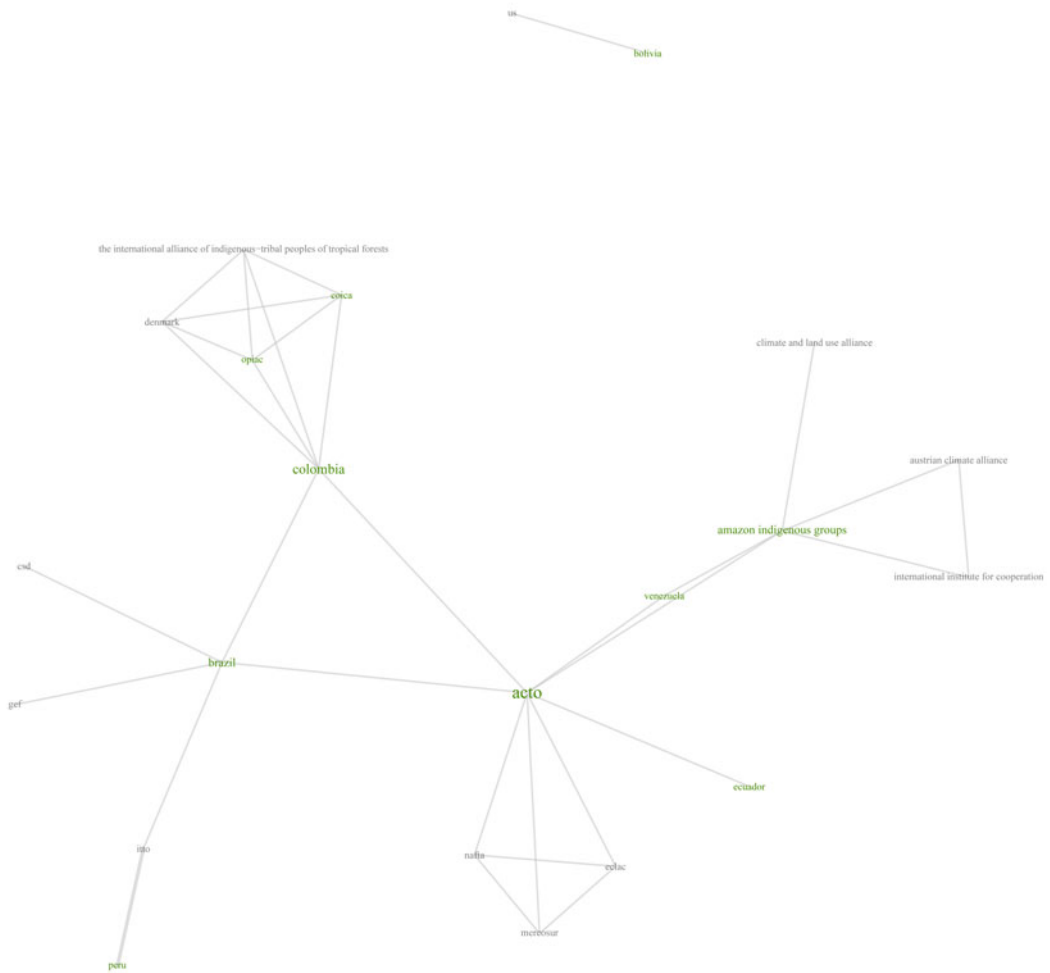 us
bolivia
the international alliance of indigenous-tribal peoples of tropical forests
coica
denmark
climate and land use alliance
opiac
austrian climate alliance
colombia
amazon indigenous groups
csd
international institute for cooperation
venezuela
brazil
acto
gef
ecuador
itto
nafta
eclac
mercosur
peru